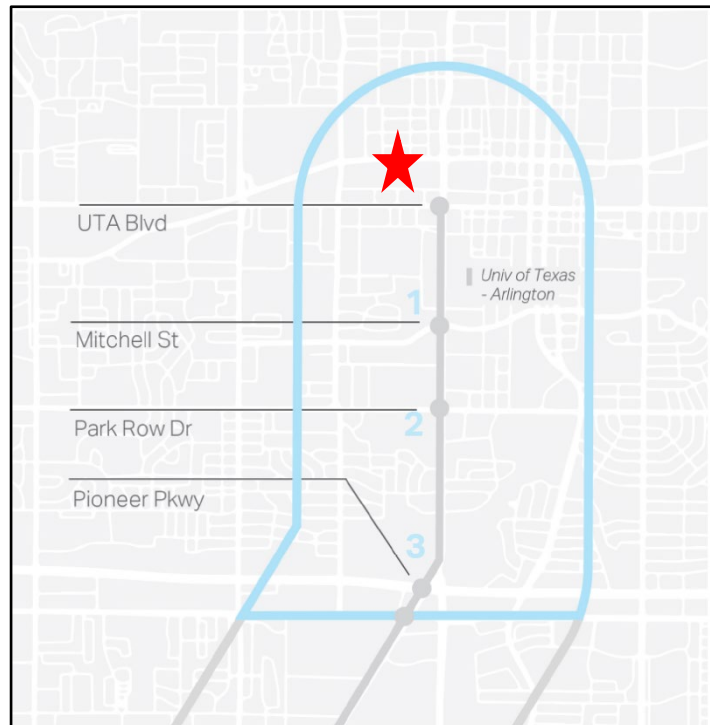 UTA Blvd
Univ of Texas
- Arlington
1
Mitchell St
Park Row Dr
2
Pioneer Pkwy
3